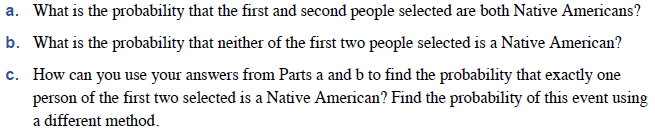 a. What is the probability that the first and second people selected are both Native Americans?
b. What is the probability that neither of the first two people selected is a Native American?
c. How can you use your answers from Parts a and b to find the probability that exactly one
person of the first two selected is a Native American? Find the probability of this event using
a different method.